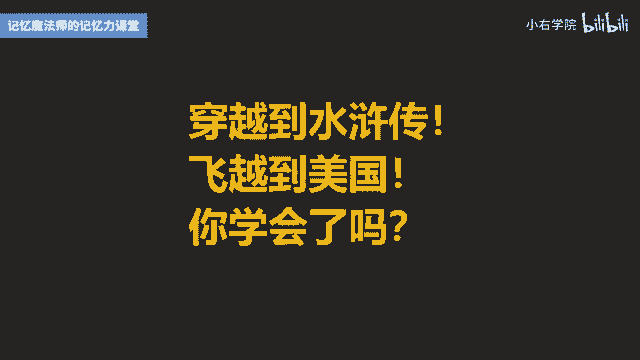 记忆魔法师的记忆力课堂
小右学院 bilibili
穿越到水浒传!
飞越到美国!
你学会了吗?